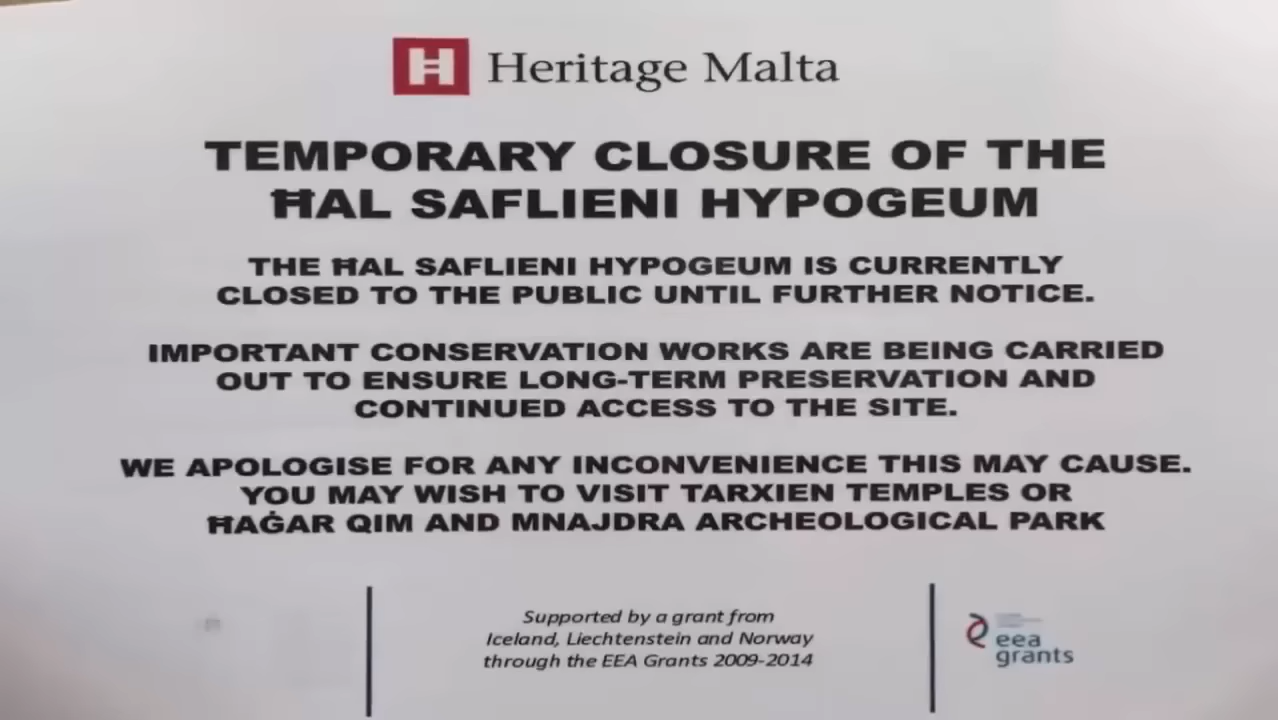 Heritage Malta
TEMPORARY CLOSURE OF THE
ĦAL SAFLIENI HYPOGEUM
THE ĦAL SAFLIENI HYPOGEUM IS CURRENTLY
CLOSED TO THE PUBLIC UNTIL FURTHER NOTICE.
IMPORTANT CONSERVATION WORKS ARE BEING CARRIED
OUT TO ENSURE LONG-TERM PRESERVATION AND
CONTINUED ACCESS TO THE SITE.
WE APOLOGISE FOR ANY INCONVENIENCE THIS MAY CAUSE.
YOU MAY WISH TO VISIT TARXIEN TEMPLES OR
ĦAĠAR QIM AND MNAJDRA ARCHEOLOGICAL PARK
Supported by a grant from
Iceland, Liechtenstein and Norway
through the EEA Grants 2009-2014
eea
grants